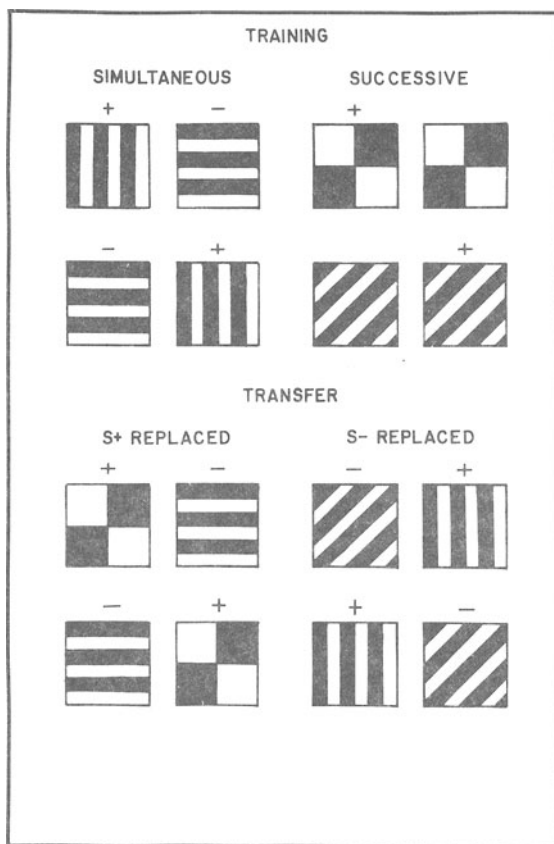 TRAINING
SIMULTANEOUS SUCCESSIVE
+ − +
− + +
TRANSFER
S+ REPLACED S− REPLACED
+ − − +
− + + −